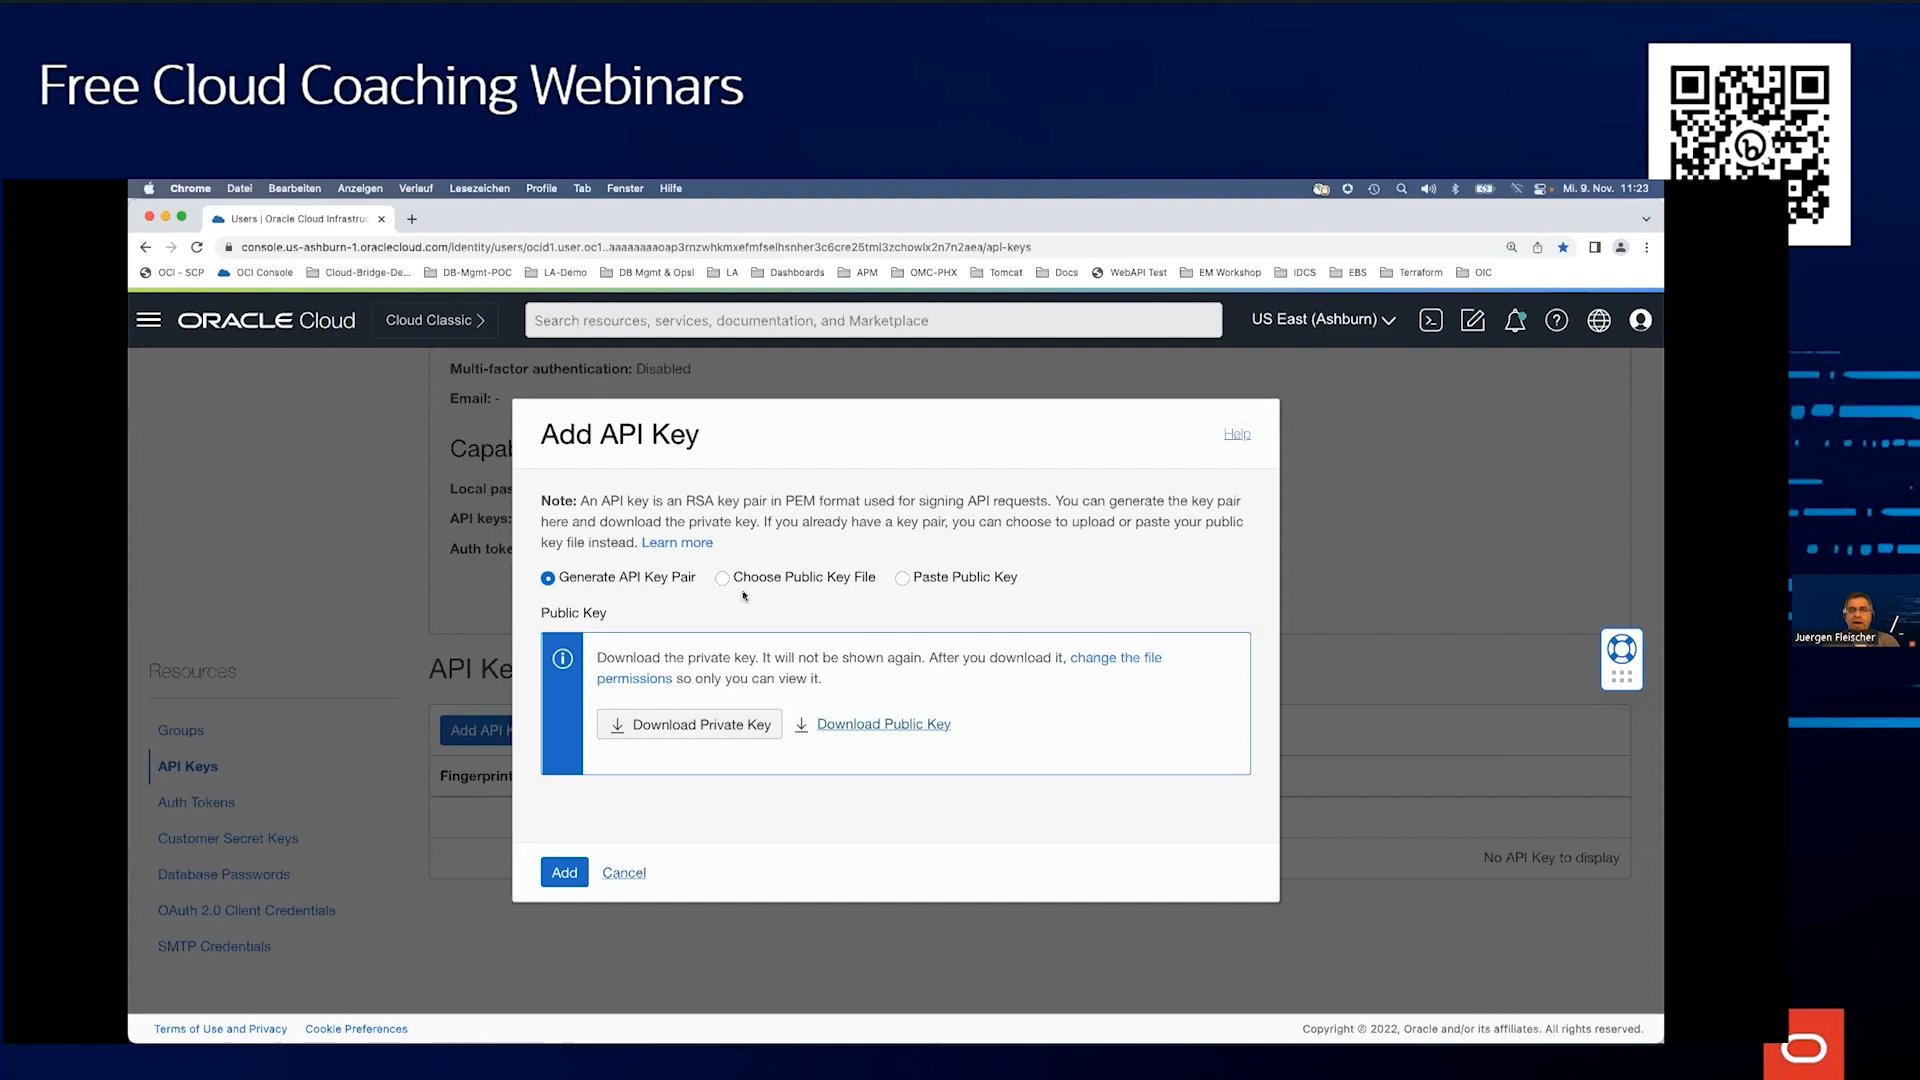 Free Cloud Coaching Webinars
Chrome Datei Bearbeiten Anzeigen Verlauf Lesezeichen Profile Tab Fenster Hilfe Mi. 9. Nov. 11:23
Users | Oracle Cloud Infrastruc
console.us-ashburn-1.oraclecloud.com/identity/users/ocid1.user.oc1..aaaaaaaaoap3rnzwhkmxefmfselhsnher3c6cre25tml3zchowlx2n7n2aea/api-keys
OCI - SCP OCI Console Cloud-Bridge-De... DB-Mgmt-POC LA-Demo DB Mgmt & OpsI LA Dashboards APM OMC-PHX Tomcat Docs WebAPI Test EM Workshop IDCS EBS Terraform OIC
ORACLE Cloud Cloud Classic Search resources, services, documentation, and Marketplace US East (Ashburn)
Multi-factor authentication: Disabled
Email: -
Capab
Local pas
API keys:
Auth toke
Add API Key Help
Note: An API key is an RSA key pair in PEM format used for signing API requests. You can generate the key pair
here and download the private key. If you already have a key pair, you can choose to upload or paste your public
key file instead. Learn more
Generate API Key Pair Choose Public Key File Paste Public Key
Public Key
Download the private key. It will not be shown again. After you download it, change the file
permissions so only you can view it.
Download Private Key Download Public Key
Add Cancel
Juergen Fleischer
Resources
Groups
API Keys
Auth Tokens
Customer Secret Keys
Database Passwords
OAuth 2.0 Client Credentials
SMTP Credentials
API Ke
Add API K
Fingerprint
No API Key to display
Terms of Use and Privacy Cookie Preferences Copyright © 2022, Oracle and/or its affiliates. All rights reserved.